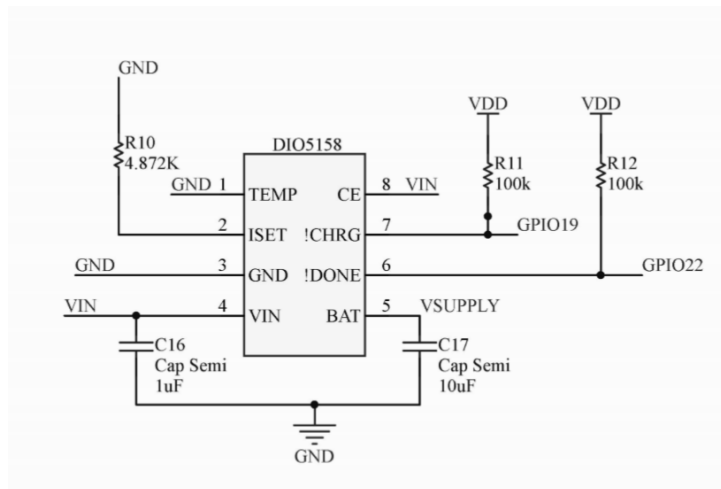 GND
VDD
VDD
R10
4.872K
DIO5158
R11
100k
R12
100k
GND 1 TEMP CE 8 VIN
2 ISET !CHRG 7 GPIO19
GND 3 GND !DONE 6 GPIO22
VIN 4 VIN BAT 5 VSUPPLY
C16
Cap Semi
1uF
C17
Cap Semi
10uF
GND